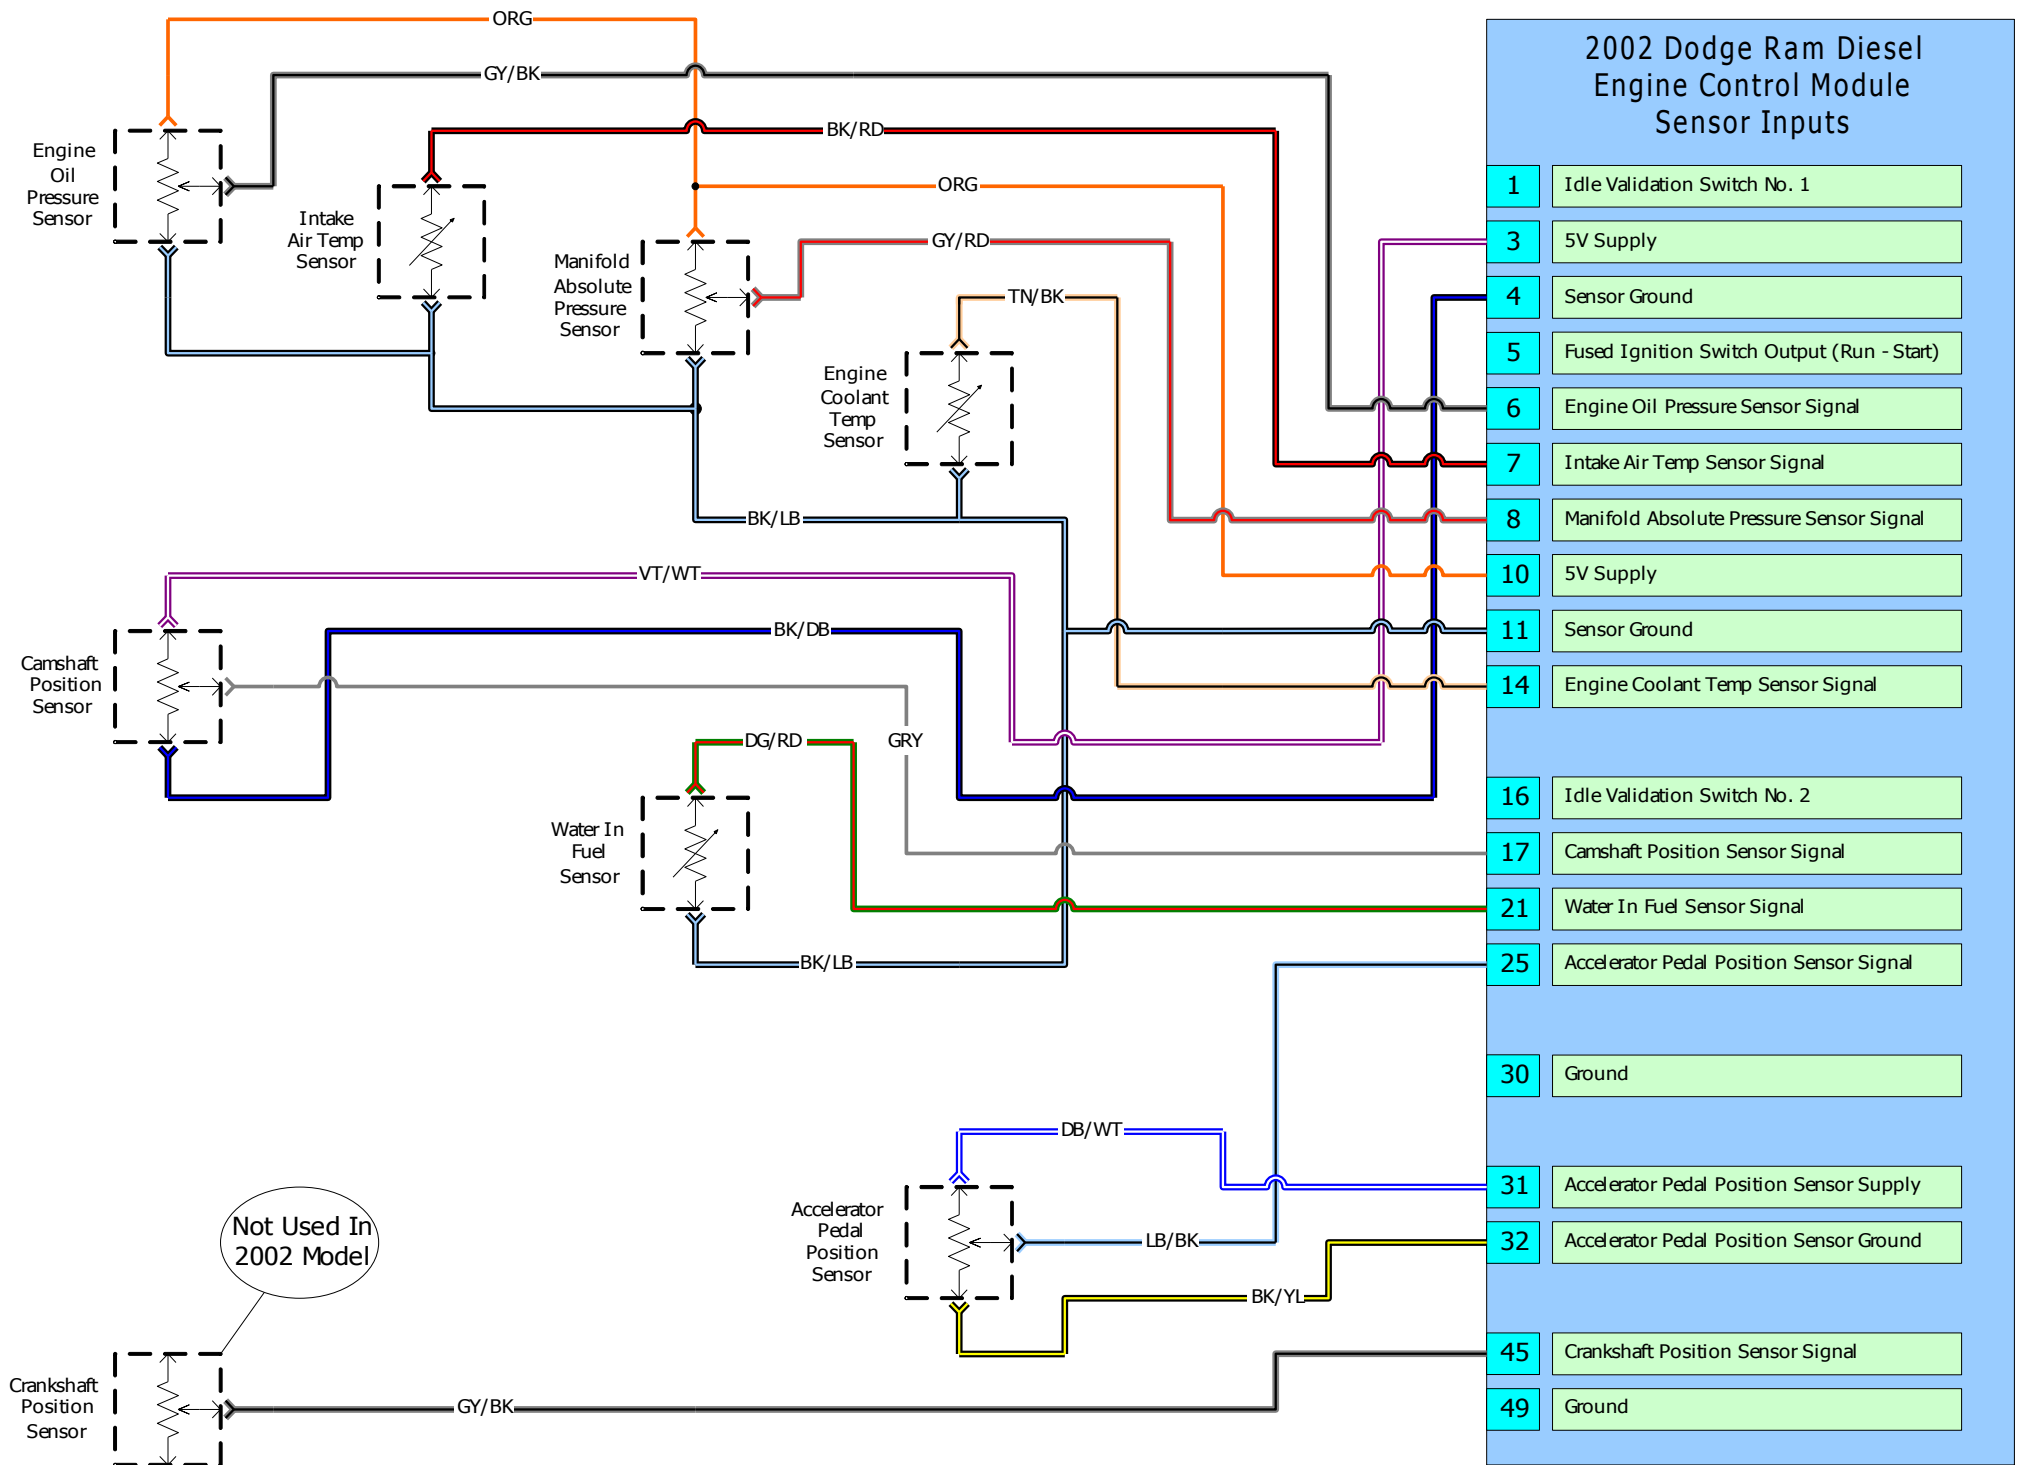 ORG
GY/BK
BK/RD
ORG
GY/RD
TN/BK
BK/LB
VT/WT
BK/DB
DG/RD
GRY
BK/LB
DB/WT
LB/BK
BK/YL
GY/BK
Engine
Oil
Pressure
Sensor
Intake
Air Temp
Sensor
Manifold
Absolute
Pressure
Sensor
Engine
Coolant
Temp
Sensor
Camshaft
Position
Sensor
Water In
Fuel
Sensor
Accelerator
Pedal
Position
Sensor
Not Used In
2002 Model
Crankshaft
Position
Sensor
2002 Dodge Ram Diesel
Engine Control Module
Sensor Inputs
1 Idle Validation Switch No. 1
3 5V Supply
4 Sensor Ground
5 Fused Ignition Switch Output (Run - Start)
6 Engine Oil Pressure Sensor Signal
7 Intake Air Temp Sensor Signal
8 Manifold Absolute Pressure Sensor Signal
10 5V Supply
11 Sensor Ground
14 Engine Coolant Temp Sensor Signal
16 Idle Validation Switch No. 2
17 Camshaft Position Sensor Signal
21 Water In Fuel Sensor Signal
25 Accelerator Pedal Position Sensor Signal
30 Ground
31 Accelerator Pedal Position Sensor Supply
32 Accelerator Pedal Position Sensor Ground
45 Crankshaft Position Sensor Signal
49 Ground